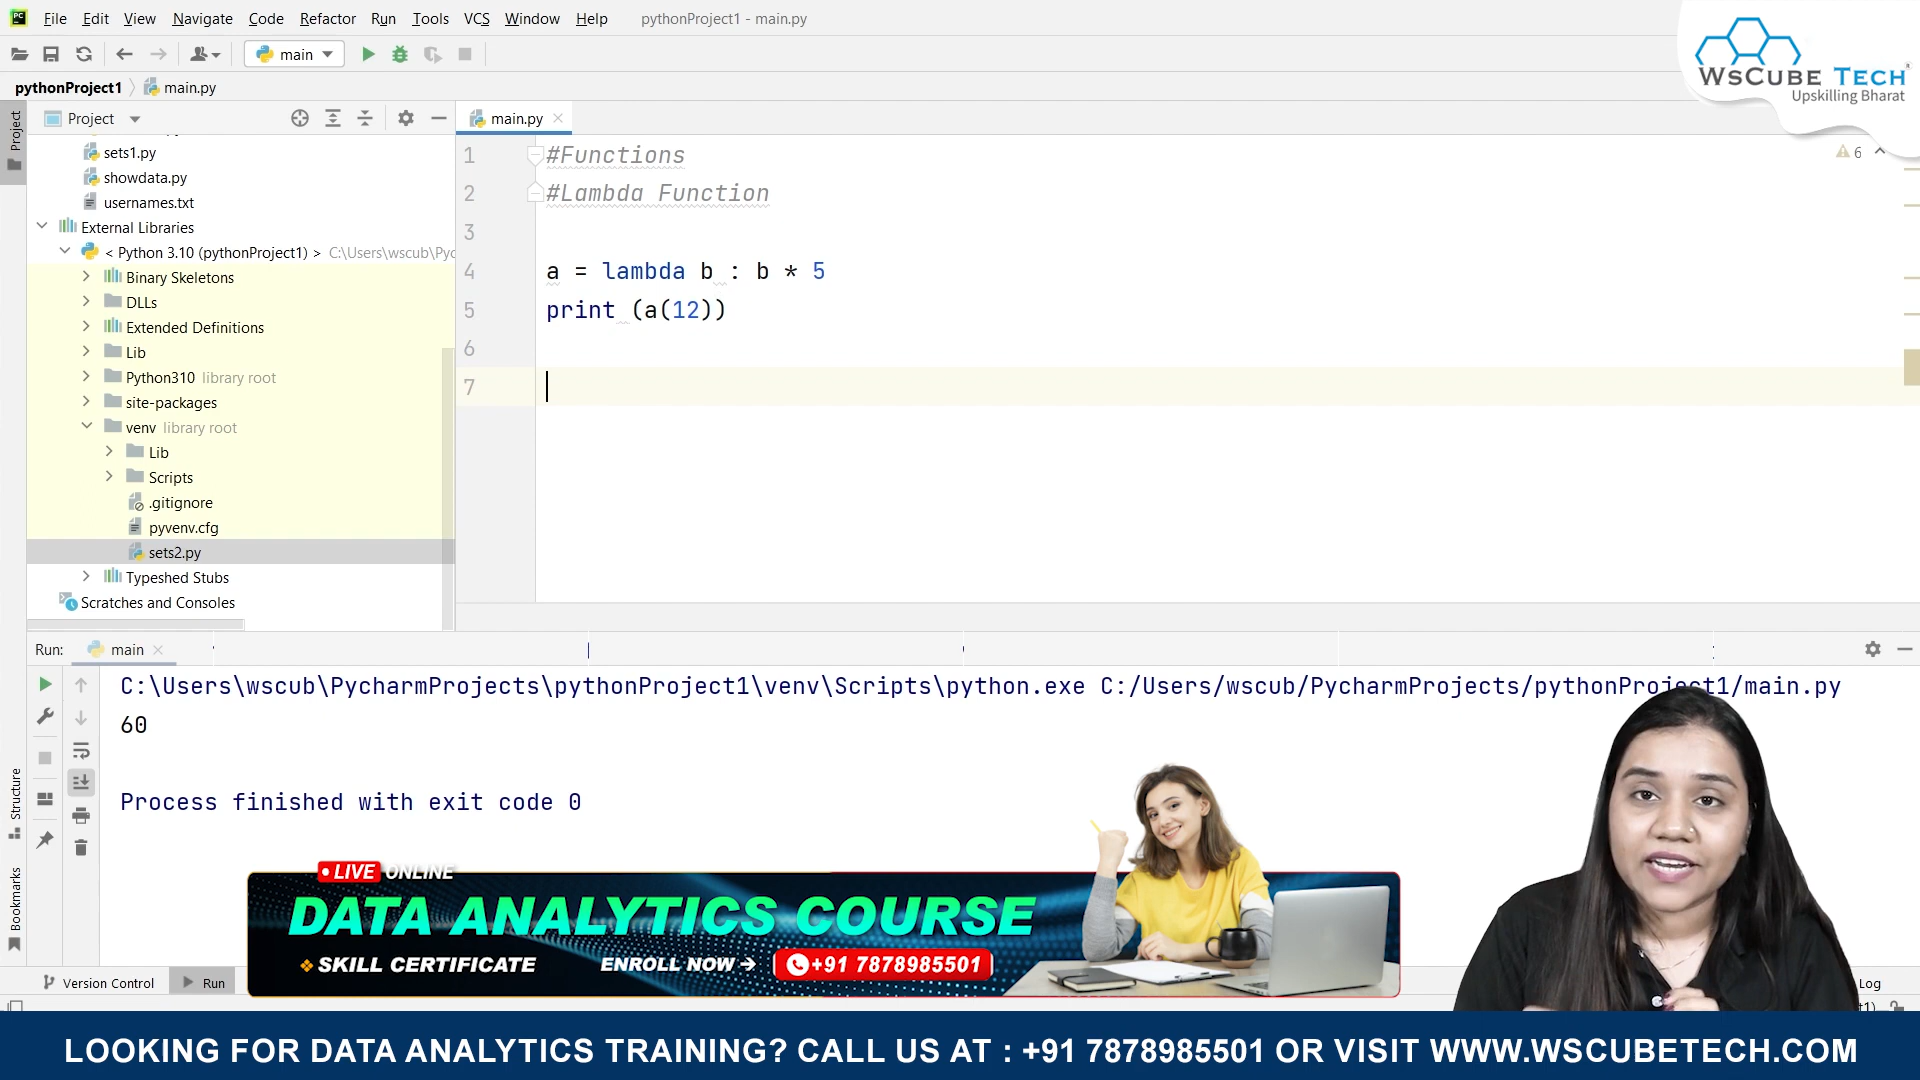 File Edit View Navigate Code Refactor Run Tools VCS Window Help pythonProject1 - main.py
main
WsCube Tech
Upskilling Bharat
pythonProject1 main.py
Project
Project
main.py
sets1.py
showdata.py
usernames.txt
External Libraries
< Python 3.10 (pythonProject1) > C:\Users\wscub\Pyc
Binary Skeletons
DLLs
Extended Definitions
Lib
Python310 library root
site-packages
venv library root
Lib
Scripts
.gitignore
pyvenv.cfg
sets2.py
Typeshed Stubs
Scratches and Consoles
1 #Functions
2 #Lambda Function
3
4 a = lambda b : b * 5
5 print (a(12))
6
7
6
Run: main
C:\Users\wscub\PycharmProjects\pythonProject1\venv\Scripts\python.exe C:/Users/wscub/PycharmProjects/pythonProject1/main.py
60
Process finished with exit code 0
Structure
Bookmarks
LIVE ONLINE
DATA ANALYTICS COURSE
SKILL CERTIFICATE ENROLL NOW → +91 7878985501
Version Control Run
Log
LOOKING FOR DATA ANALYTICS TRAINING? CALL US AT : +91 7878985501 OR VISIT WWW.WSCUBETECH.COM